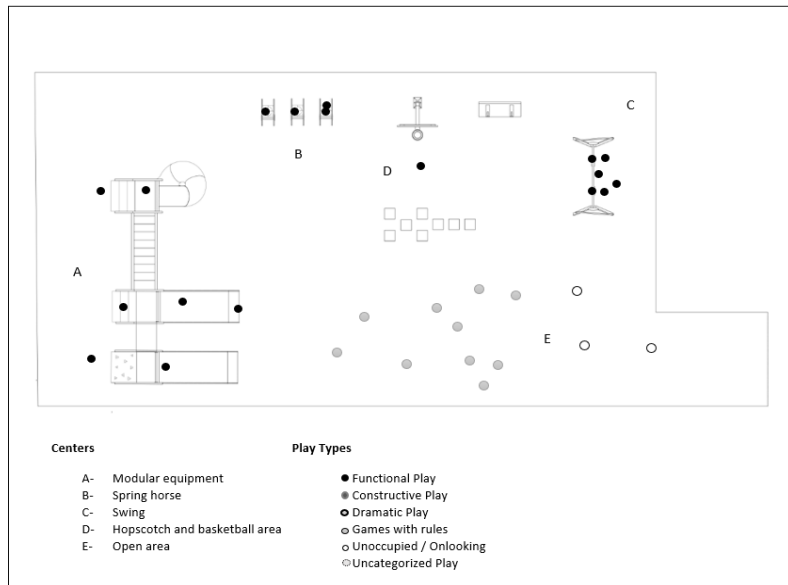 C
B
D
A
E
Centers
Play Types
A- Modular equipment
B- Spring horse
C- Swing
D- Hopscotch and basketball area
E- Open area
Functional Play
Constructive Play
Dramatic Play
Games with rules
Unoccupied / Onlooking
Uncategorized Play